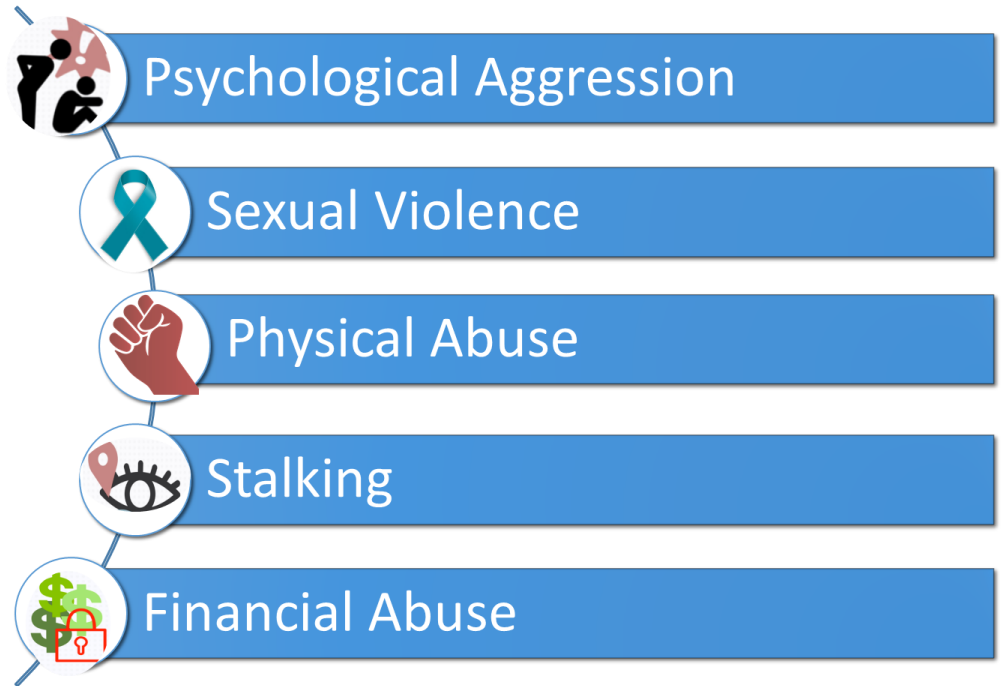 Psychological Aggression
Sexual Violence
Physical Abuse
Stalking
Financial Abuse